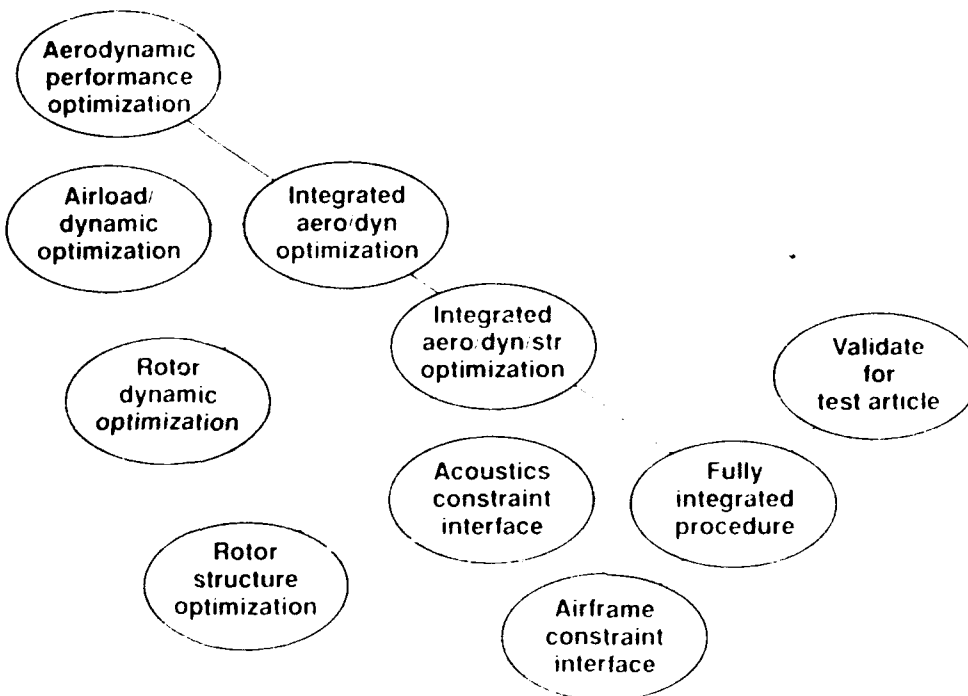 Aerodynamic
performance
optimization
Airload/
dynamic
optimization
Integrated
aero/dyn
optimization
Integrated
aero/dyn/str
optimization
Rotor
dynamic
optimization
Validate
for
test article
Acoustics
constraint
interface
Fully
integrated
procedure
Rotor
structure
optimization
Airframe
constraint
interface